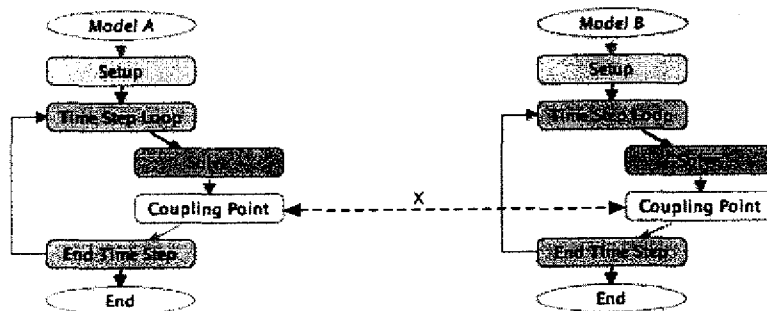 Model A
Setup
Time Step Loop
Coupling Point
End Time Step
End
X
Model B
Setup
Time Step Loop
Coupling Point
End Time Step
End